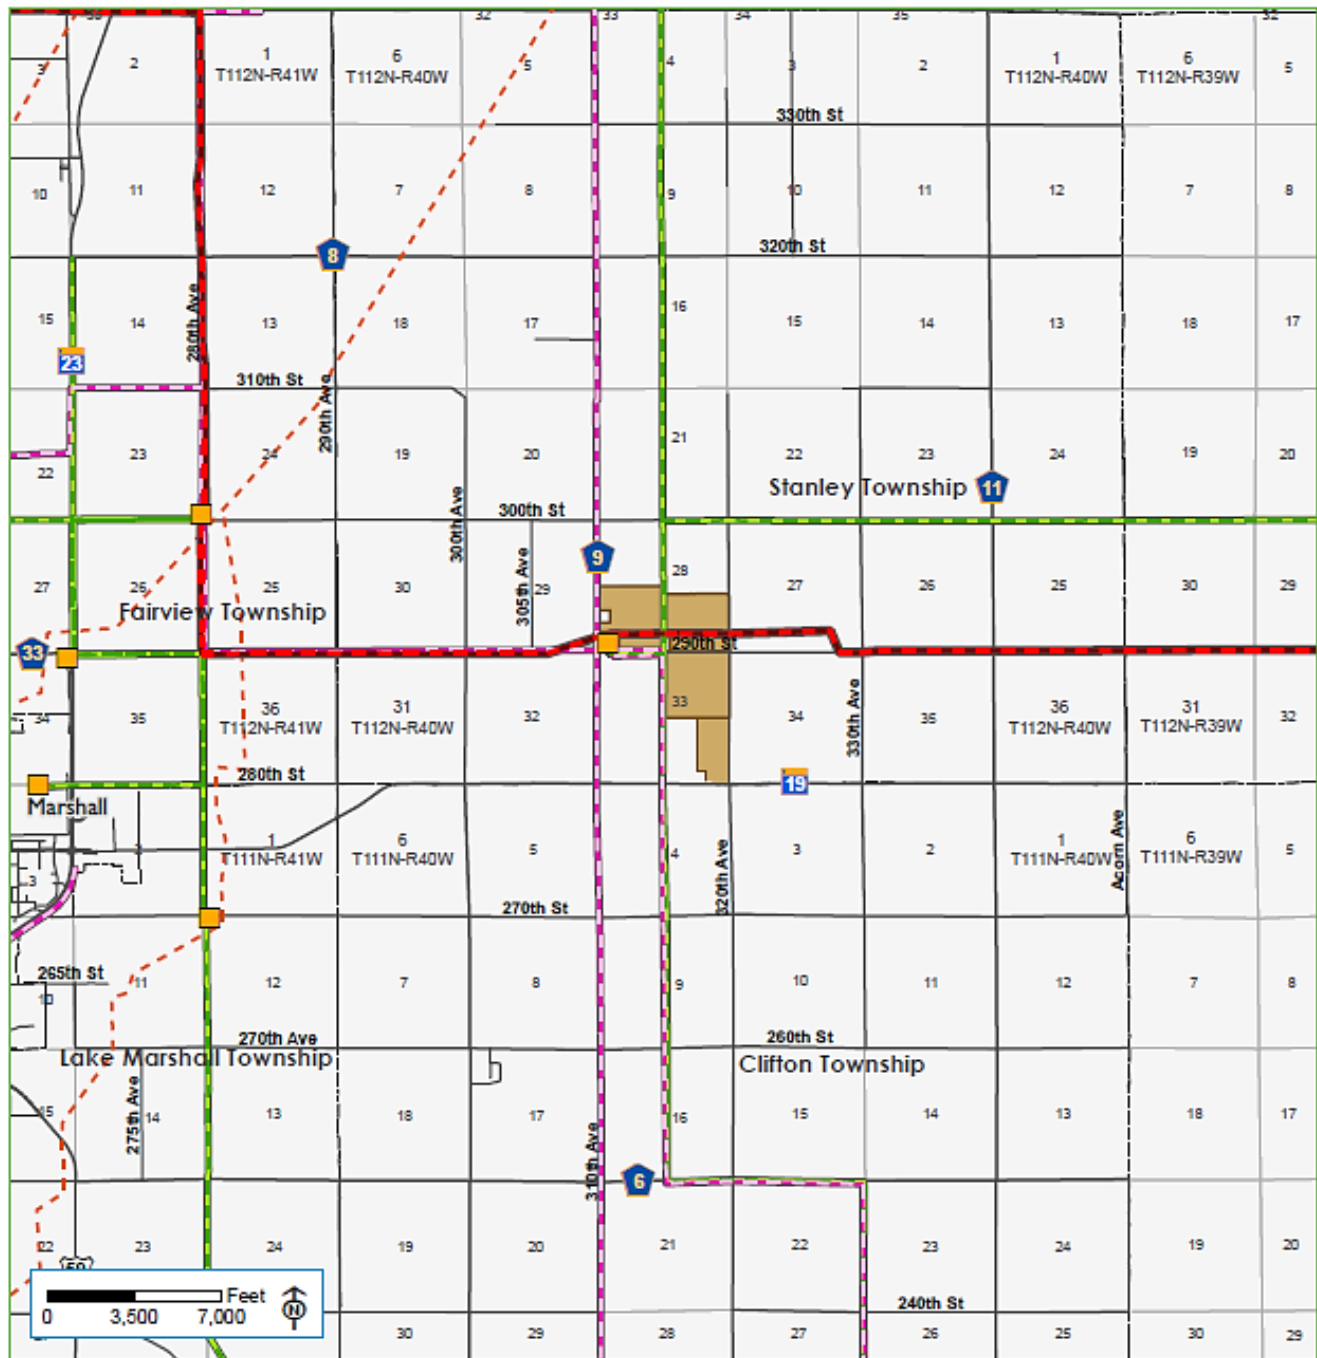 32 33 34 35 32
3 2 1 6 5 4 3 2 1 6 5
T112N-R41W T112N-R40W T112N-R40W T112N-R39W
330th St
10 11 12 7 8 9 10 11 12 7 8
320th St
8
15 14 13 18 17 16 15 14 13 18 17
280th Ave
23
310th St
290th Ave
22 23 24 19 20 21 22 23 24 19 20
Stanley Township 11
300th St
300th Ave
9
305th Ave
27 26 25 30 29 28 27 26 25 30 29
Fairview Township
33
290th St
34 35 36 31 32 33 34 35 36 31 32
T112N-R41W T112N-R40W T112N-R40W T112N-R39W
330th Ave
280th St
19
Marshall
3 2 1 6 5 4 3 2 1 6 5
T111N-R41W T111N-R40W T111N-R40W T111N-R39W
320th Ave
Acorn Ave
270th St
265th St
10 11 12 7 8 9 10 11 12 7 8
270th Ave
260th St
Lake Marshall Township
Clifton Township
15 14 13 18 17 16 15 14 13 18 17
275th Ave
310th Ave
6
22 23 24 19 20 21 22 23 24 19 20
59
Feet
0 3,500 7,000
N
240th St
30 29 28 27 26 25 30 29